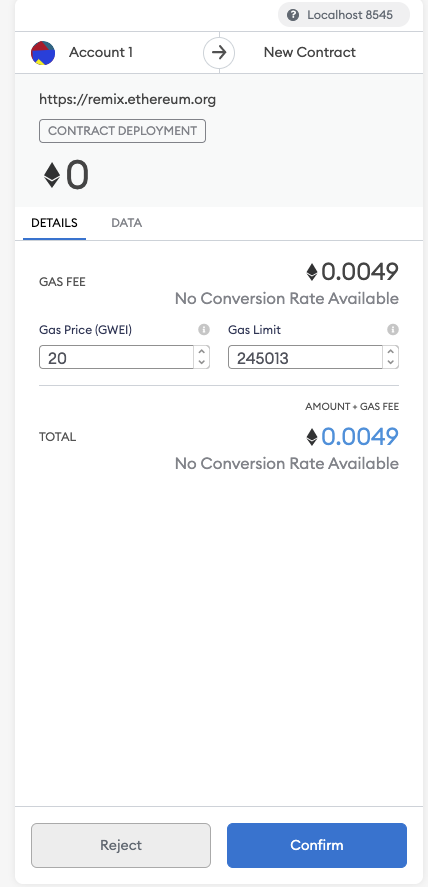 Localhost 8545
Account 1
New Contract
https://remix.ethereum.org
CONTRACT DEPLOYMENT
0
DETAILS
DATA
GAS FEE
0.0049
No Conversion Rate Available
Gas Price (GWEI)
Gas Limit
20
245013
AMOUNT + GAS FEE
TOTAL
0.0049
No Conversion Rate Available
Reject
Confirm